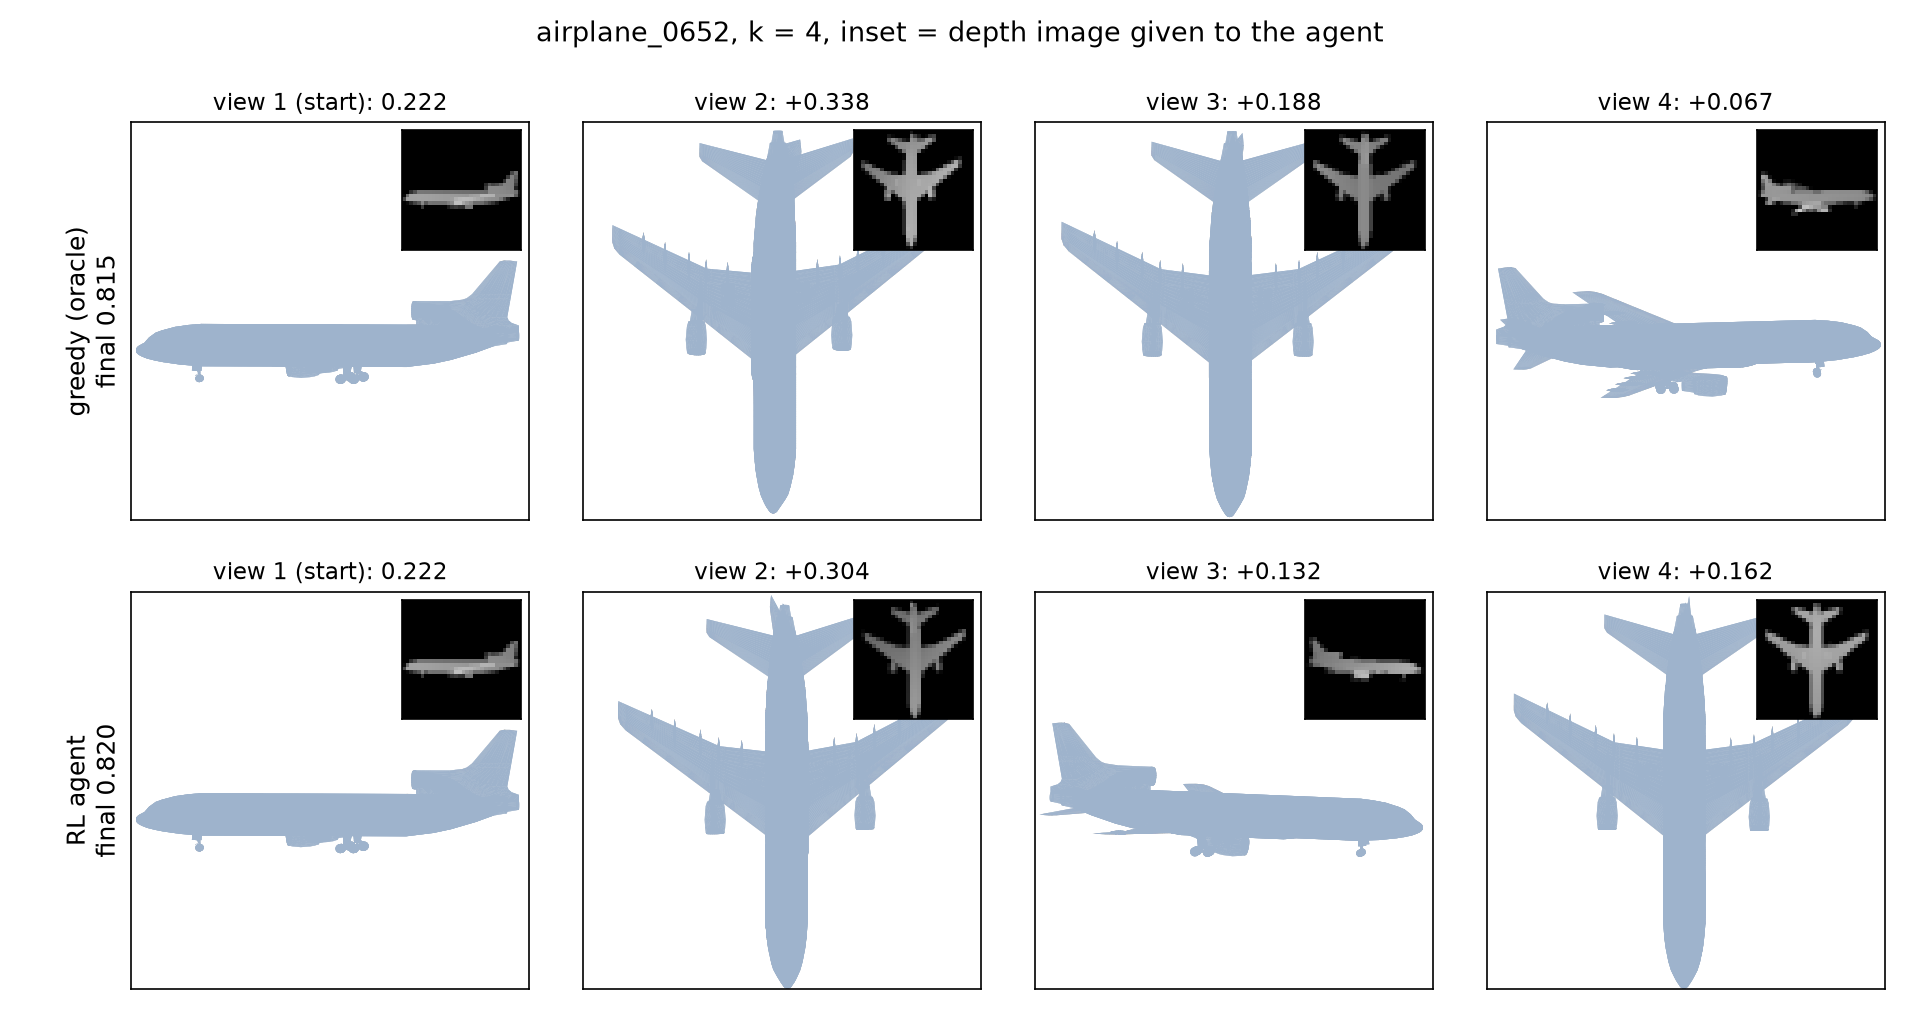 airplane_0652, k = 4, inset = depth image given to the agent
greedy (oracle)
final 0.815
view 1 (start): 0.222
view 2: +0.338
view 3: +0.188
view 4: +0.067
RL agent
final 0.820
view 1 (start): 0.222
view 2: +0.304
view 3: +0.132
view 4: +0.162